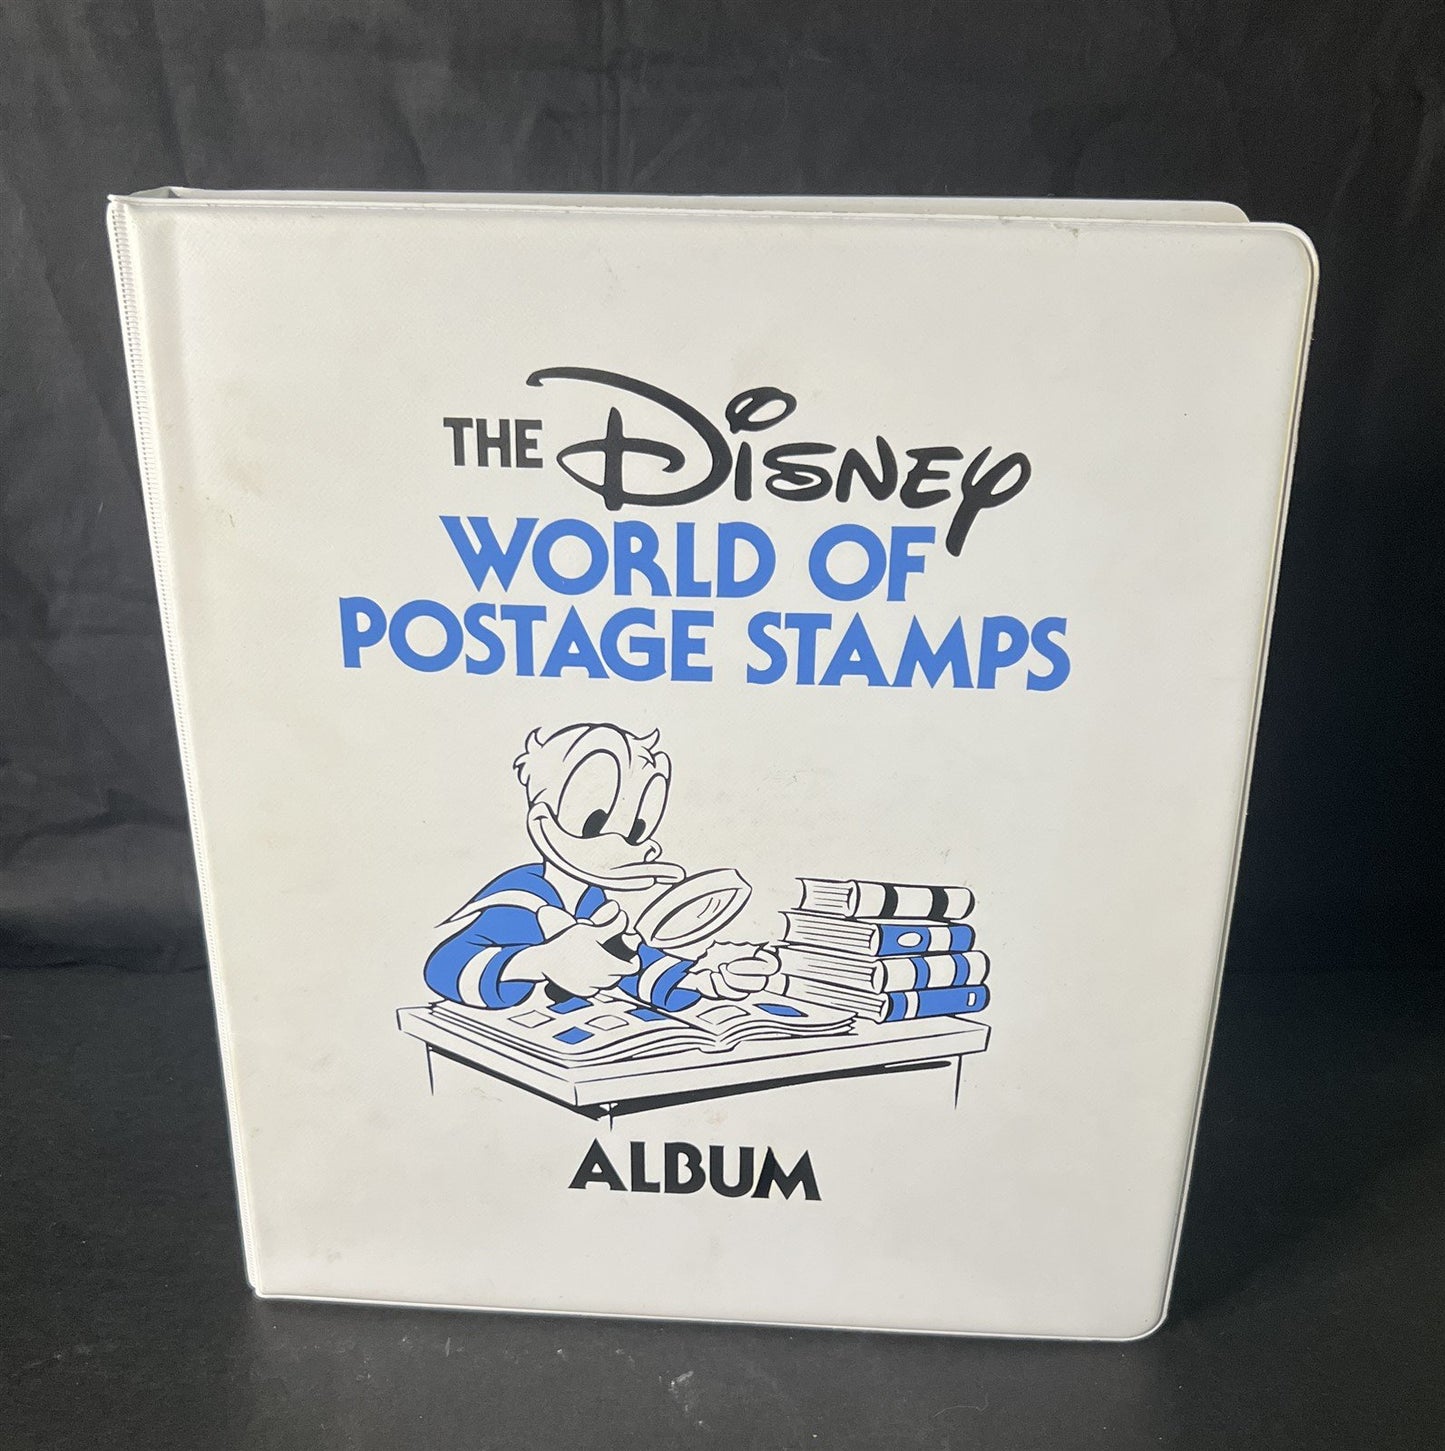 THE Disney
WORLD OF
POSTAGE STAMPS
ALBUM